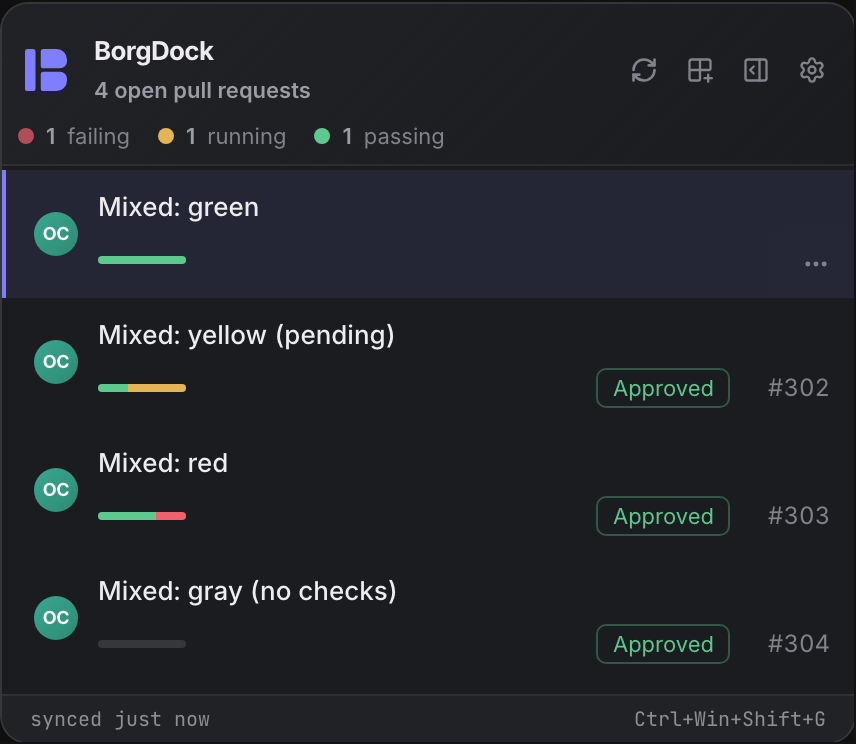 BorgDock
4 open pull requests
1 failing 1 running 1 passing
OC Mixed: green
OC Mixed: yellow (pending)
Approved #302
OC Mixed: red
Approved #303
OC Mixed: gray (no checks)
Approved #304
synced just now Ctrl+Win+Shift+G